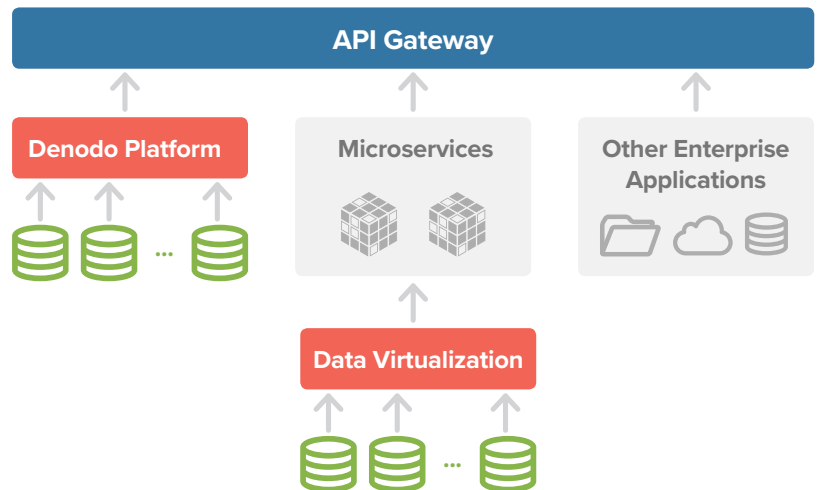 API Gateway
Denodo Platform
Microservices
Other Enterprise
Applications
...
Data Virtualization
...